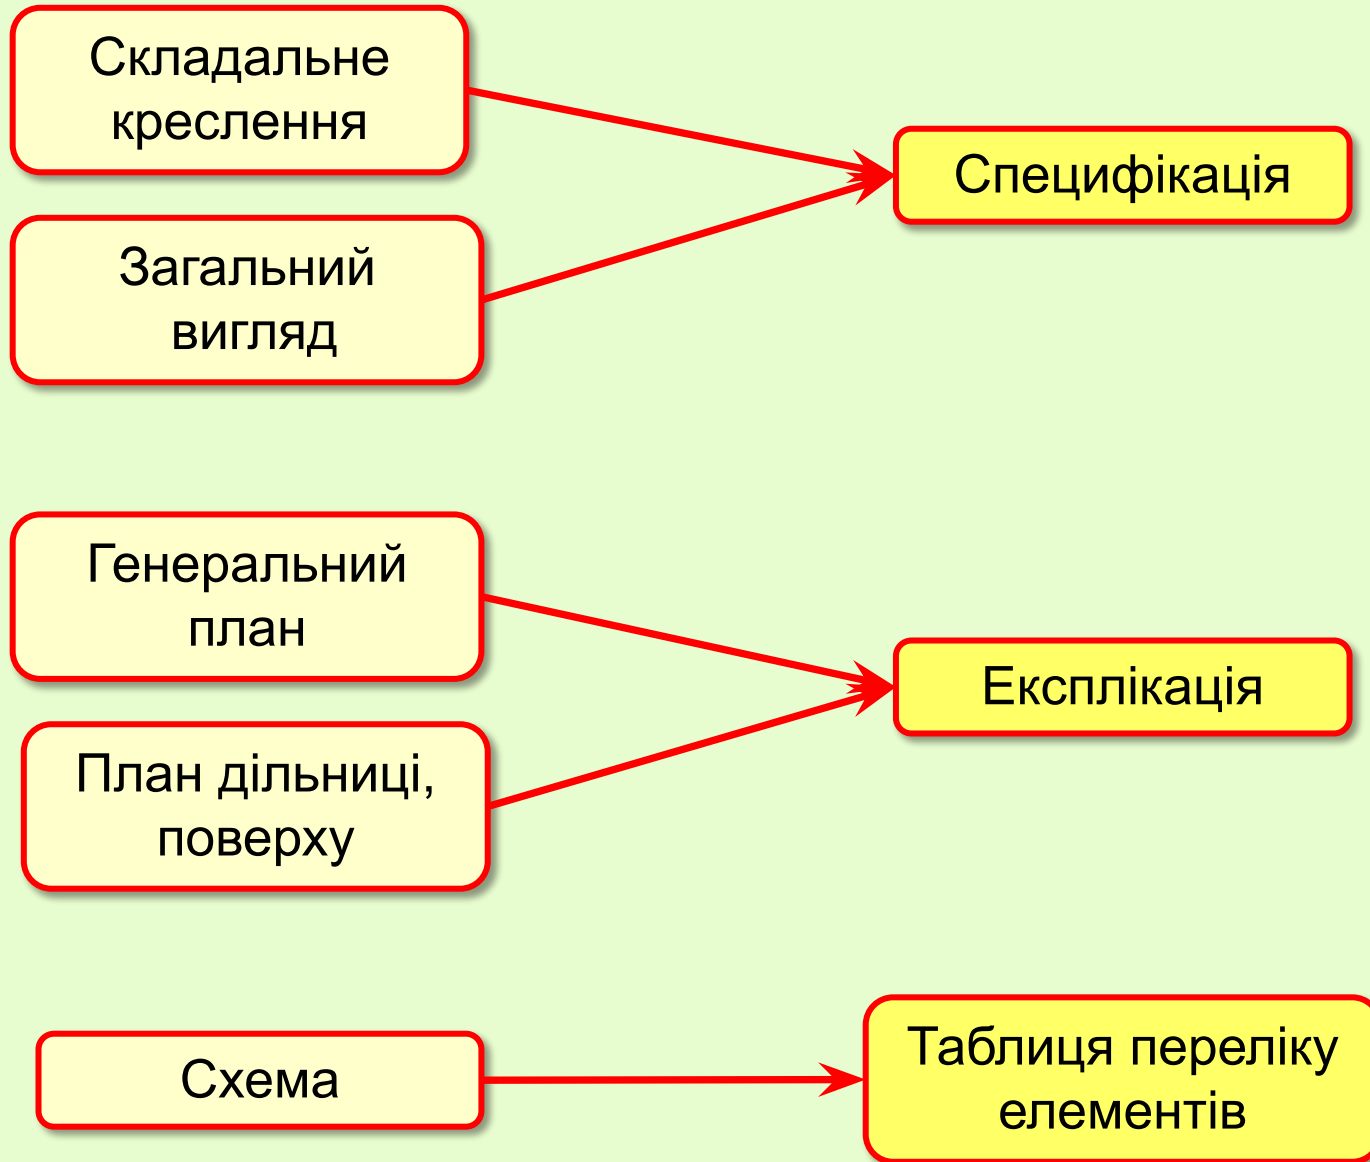 Складальне
креслення
Специфікація
Загальний
вигляд
Генеральний
план
Експлікація
План дільниці,
поверху
Схема
Таблиця переліку
елементів